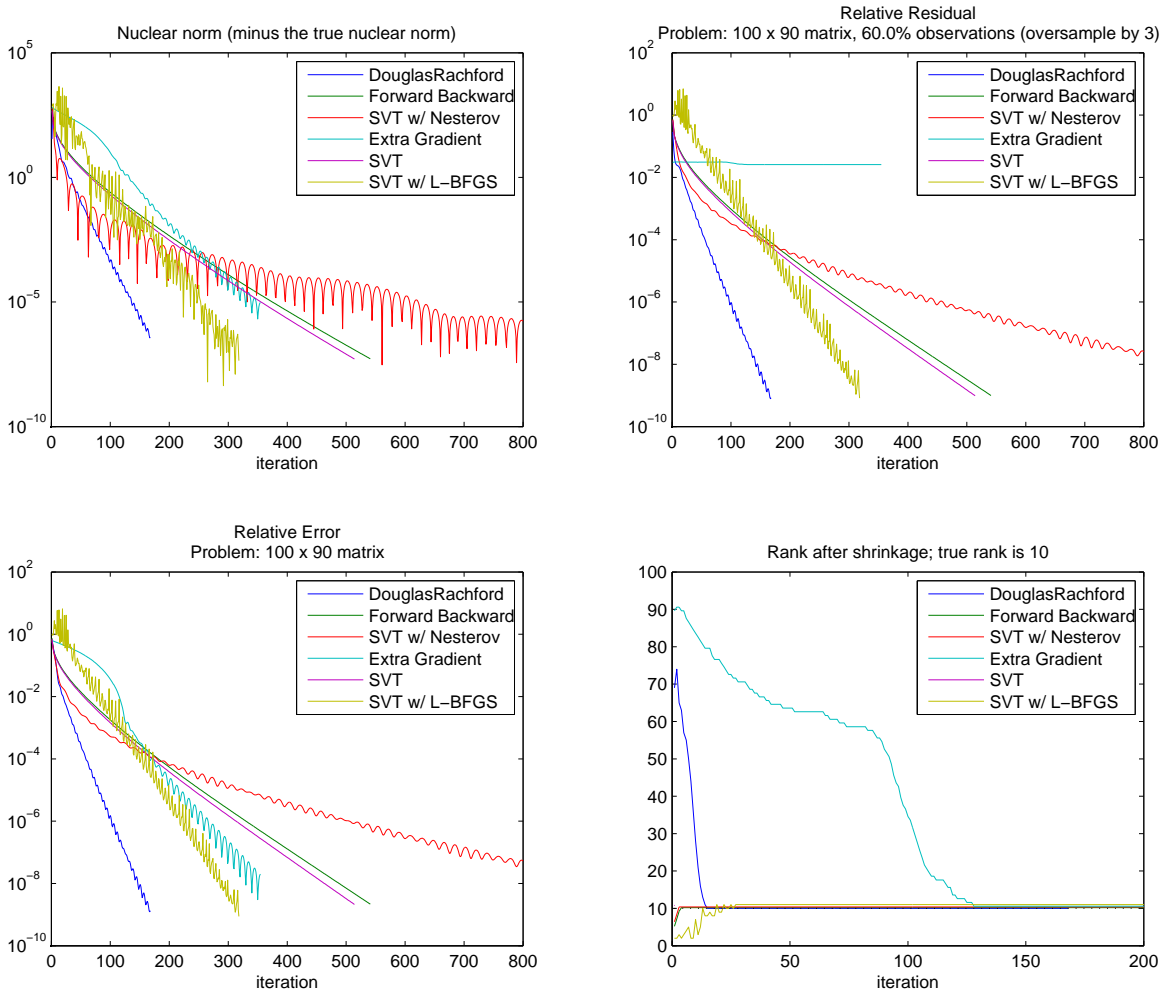 Nuclear norm (minus the true nuclear norm)
10^5
10^0
10^−5
10^−10
0 100 200 300 400 500 600 700 800
iteration
DouglasRachford
Forward Backward
SVT w/ Nesterov
Extra Gradient
SVT
SVT w/ L−BFGS
Relative Residual
Problem: 100 x 90 matrix, 60.0% observations (oversample by 3)
10^2
10^0
10^−2
10^−4
10^−6
10^−8
10^−10
0 100 200 300 400 500 600 700 800
iteration
DouglasRachford
Forward Backward
SVT w/ Nesterov
Extra Gradient
SVT
SVT w/ L−BFGS
Relative Error
Problem: 100 x 90 matrix
10^2
10^0
10^−2
10^−4
10^−6
10^−8
10^−10
0 100 200 300 400 500 600 700 800
iteration
DouglasRachford
Forward Backward
SVT w/ Nesterov
Extra Gradient
SVT
SVT w/ L−BFGS
Rank after shrinkage; true rank is 10
100
90
80
70
60
50
40
30
20
10
0
0 50 100 150 200
iteration
DouglasRachford
Forward Backward
SVT w/ Nesterov
Extra Gradient
SVT
SVT w/ L−BFGS